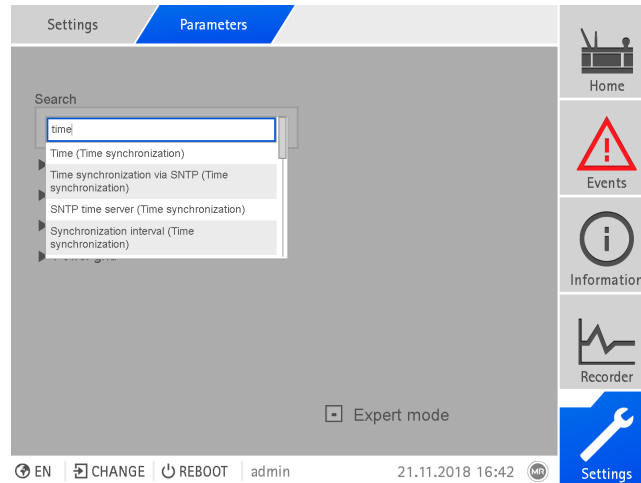 Settings
Parameters
Search
time
Time (Time synchronization)
Time synchronization via SNTP (Time
synchronization)
SNTP time server (Time synchronization)
Synchronization interval (Time
synchronization)
Expert mode
EN
CHANGE
REBOOT
admin
21.11.2018 16:42
MR
Home
Events
Information
Recorder
Settings